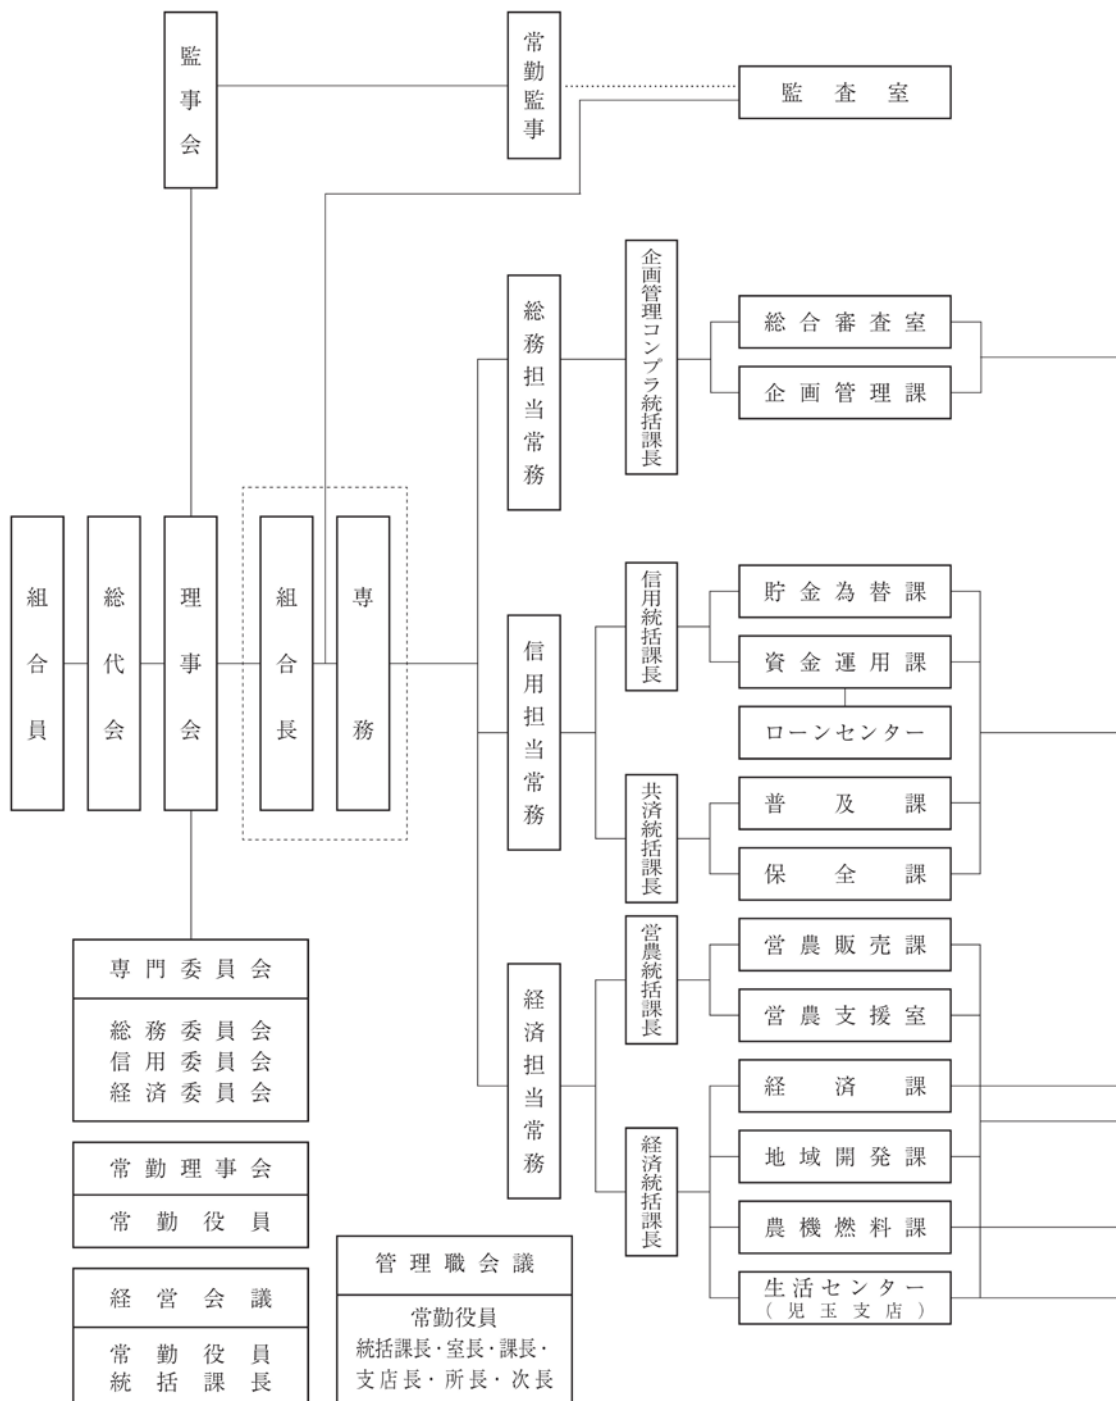 監事会
常勤監事
監査室
総務担当常務
企画管理コンプラ統括課長
総合審査室
企画管理課
組合員
総代会
理事会
組合長
専務
信用担当常務
信用統括課長
貯金為替課
資金運用課
ローンセンター
共済統括課長
普及課
保全課
経済担当常務
営農統括課長
営農販売課
営農支援室
経済統括課長
経済課
地域開発課
農機燃料課
生活センター
(児玉支店)
専門委員会
総務委員会
信用委員会
経済委員会
常勤理事会
常勤役員
経営会議
常勤役員
統括課長
管理職会議
常勤役員
統括課長・室長・課長・
支店長・所長・次長